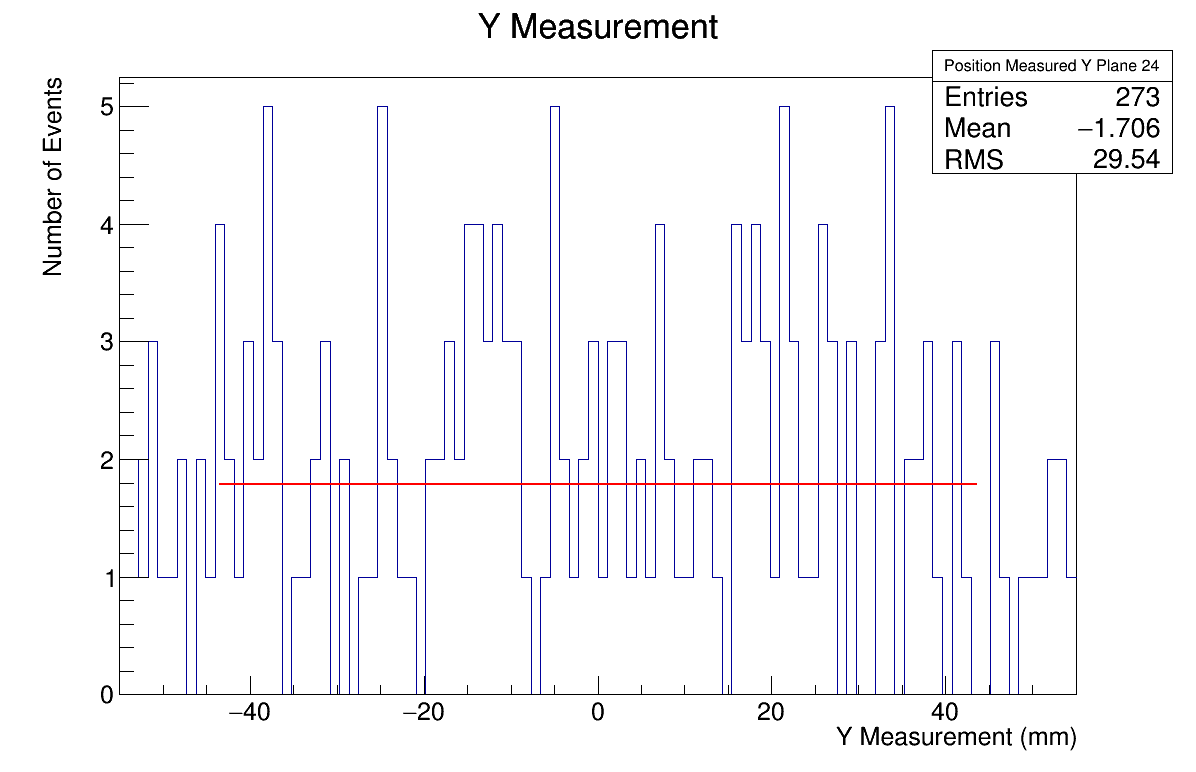 Y Measurement
Position Measured Y Plane 24
Entries 273
Mean −1.706
RMS 29.54
Number of Events
5
4
3
2
1
0
−40 −20 0 20 40
Y Measurement (mm)